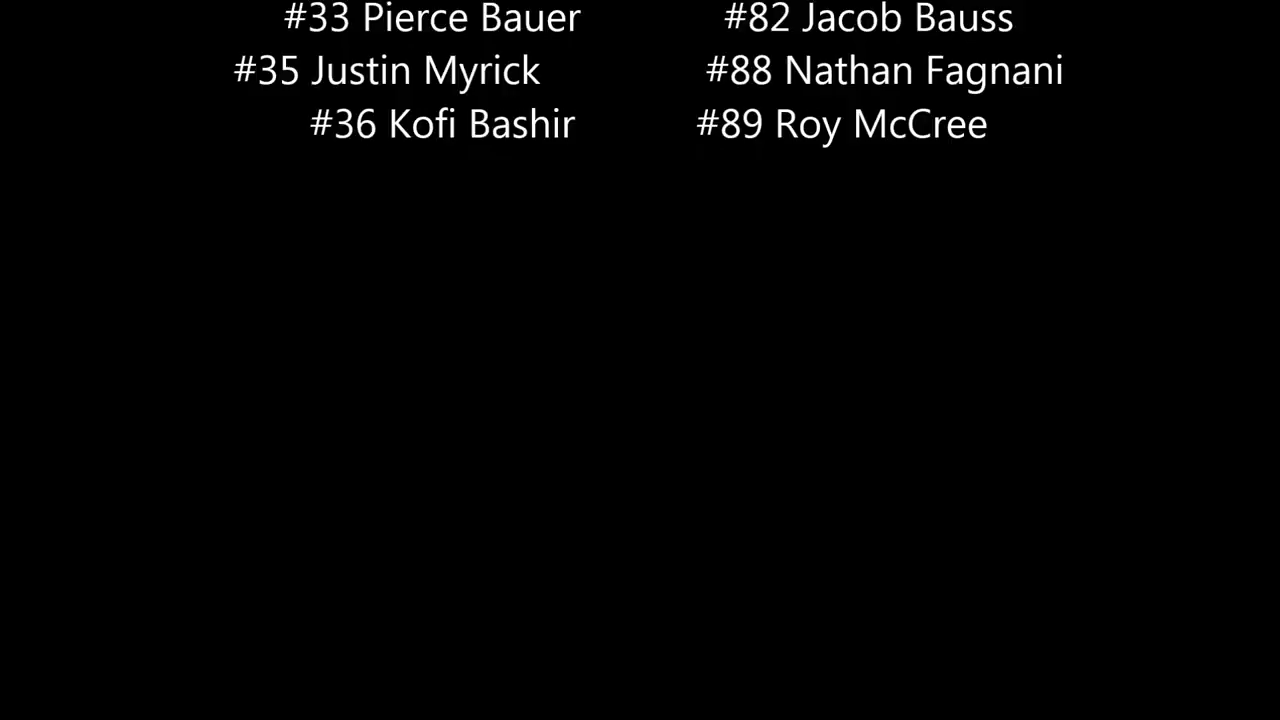 #33 Pierce Bauer #82 Jacob Bauss
#35 Justin Myrick #88 Nathan Fagnani
#36 Kofi Bashir #89 Roy McCree